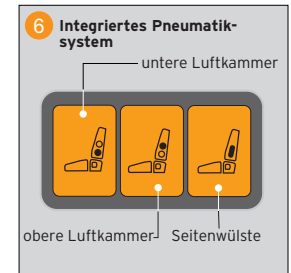 6 Integriertes Pneumatik-
system
untere Luftkammer
obere Luftkammer
Seitenwülste